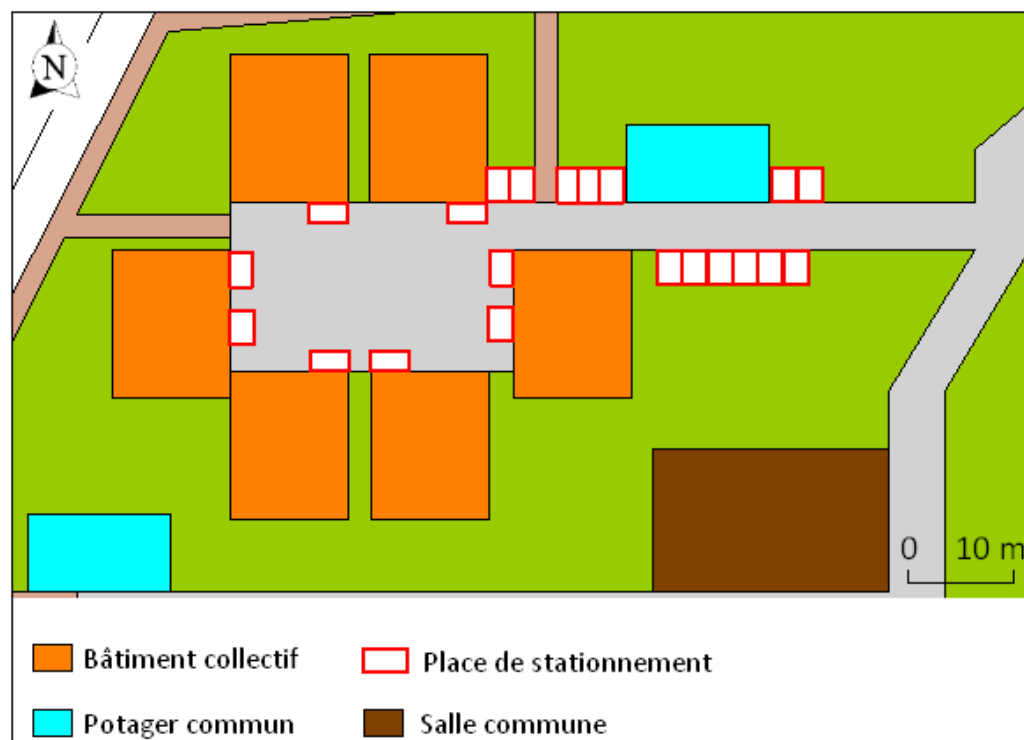 N
0 10 m
Bâtiment collectif
Place de stationnement
Potager commun
Salle commune